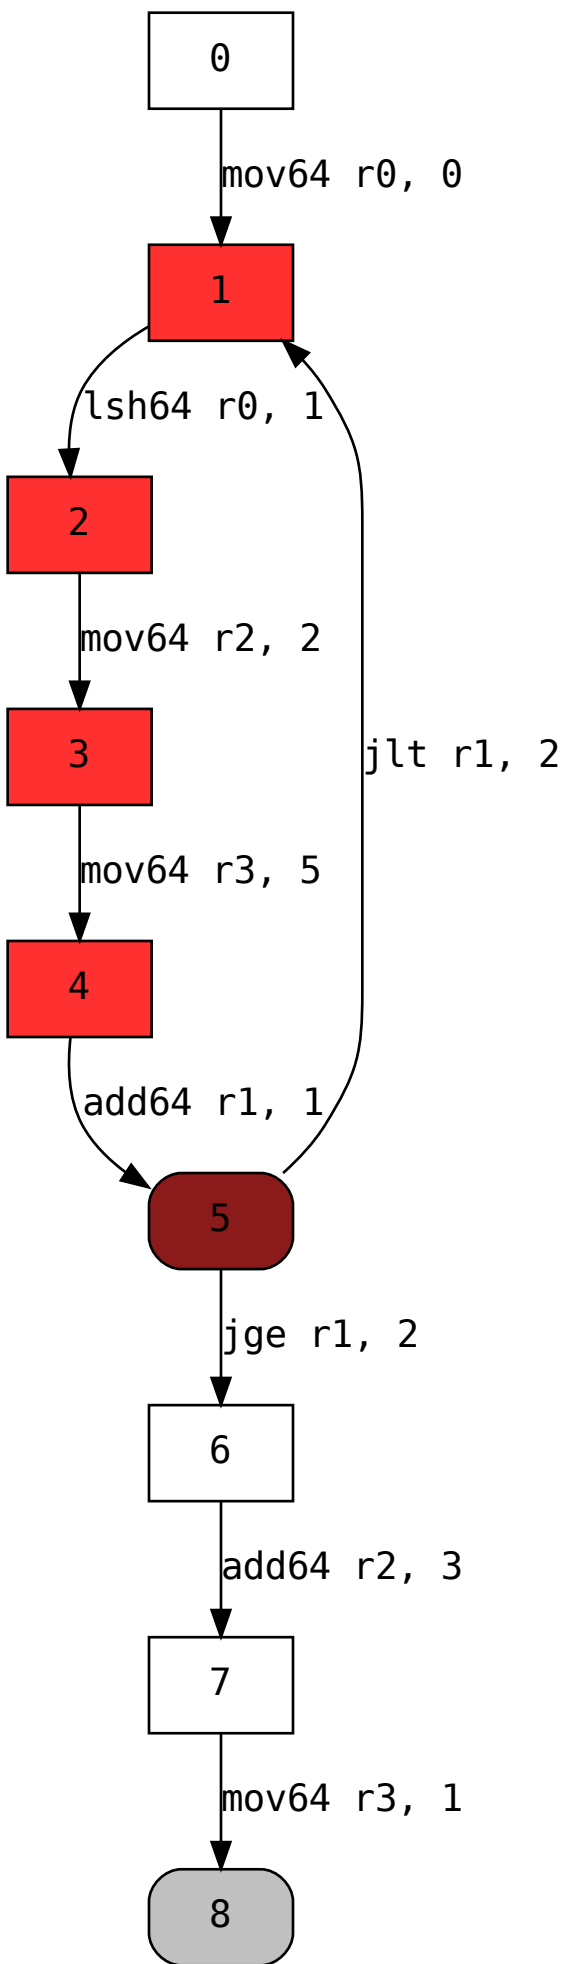 0
mov64 r0, 0
1
lsh64 r0, 1
2
mov64 r2, 2
3
jlt r1, 2
mov64 r3, 5
4
add64 r1, 1
5
jge r1, 2
6
add64 r2, 3
7
mov64 r3, 1
8